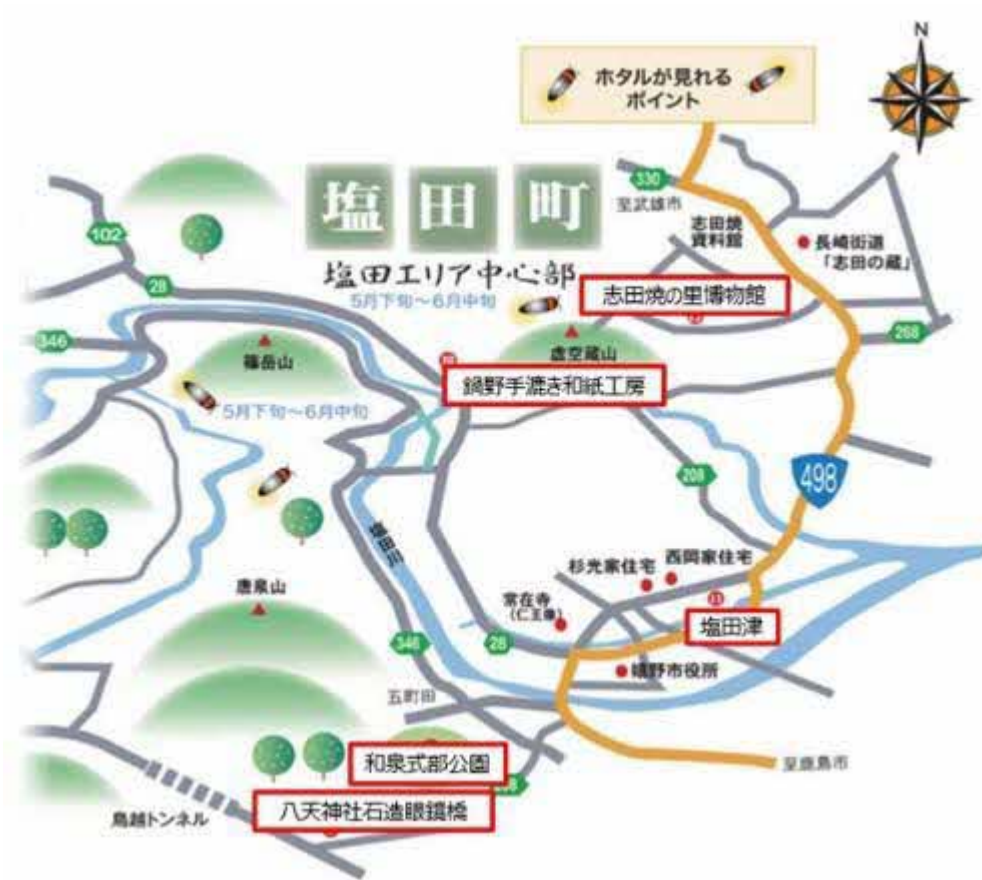 N
ホタルが見れる
ポイント
塩田町
塩田エリア中心部
5月下旬〜6月中旬
330
至武雄市
志田焼
資料館
長崎街道
「志田の蔵」
102
28
志田焼の里博物館
346
篠岳山
虚空蔵山
268
鍋野手漉き和紙工房
5月下旬〜6月中旬
208
498
塩田川
杉光家住宅
西岡家住宅
唐泉山
常在寺
(仁王像)
塩田津
28
346
嬉野市役所
五町田
和泉式部公園
至鹿島市
八天神社石造眼鏡橋
鳥越トンネル